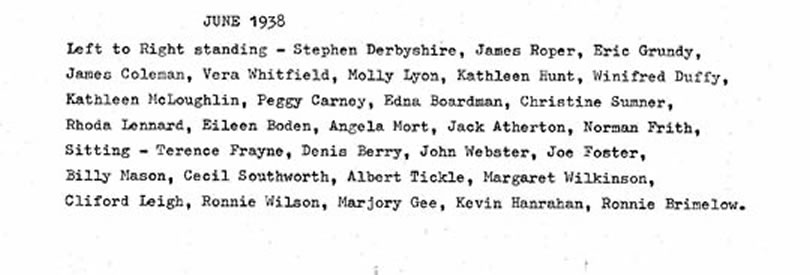 JUNE 1938
Left to Right standing - Stephen Derbyshire, James Roper, Eric Grundy,
James Coleman, Vera Whitfield, Molly Lyon, Kathleen Hunt, Winifred Duffy,
Kathleen McLoughlin, Peggy Carney, Edna Boardman, Christine Sumner,
Rhoda Lennard, Eileen Boden, Angela Mort, Jack Atherton, Norman Frith,
Sitting - Terence Frayne, Denis Berry, John Webster, Joe Foster,
Billy Mason, Cecil Southworth, Albert Tickle, Margaret Wilkinson,
Cliford Leigh, Ronnie Wilson, Marjory Gee, Kevin Hanrahan, Ronnie Brimelow.